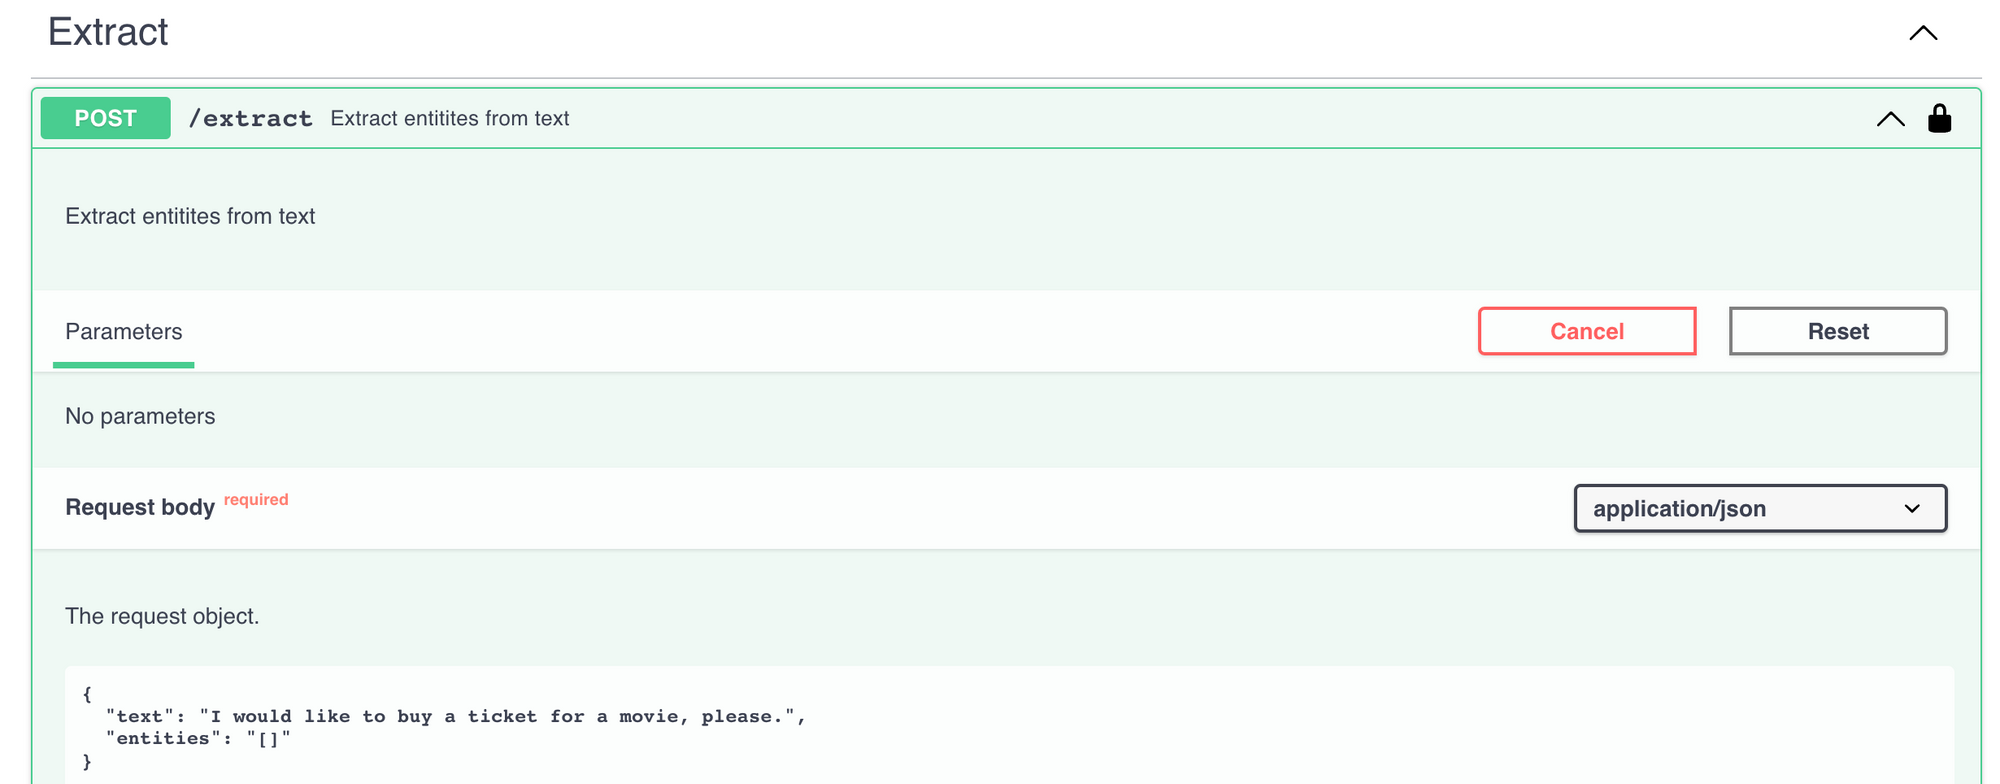 Extract
POST /extract Extract entitites from text
Extract entitites from text
Parameters
Cancel
Reset
No parameters
Request body required
application/json
The request object.
{
  "text": "I would like to buy a ticket for a movie, please.",
  "entities": "[]"
}